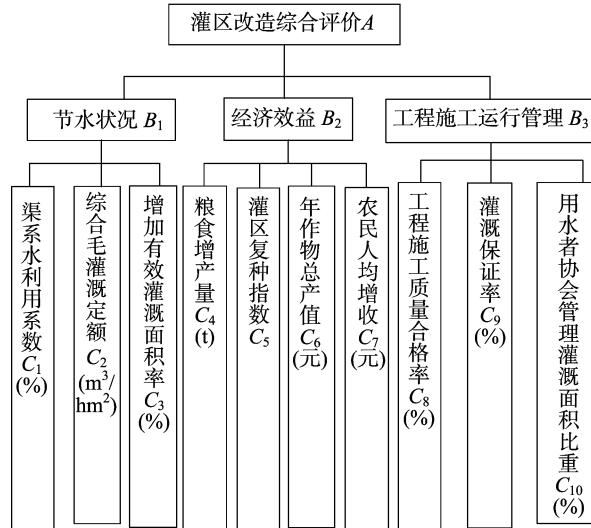 灌区改造综合评价A
节水状况 B₁
经济效益 B₂
工程施工运行管理 B₃
渠系水利用系数C₁(%)
综合毛灌溉定额C₂(m³/hm²)
增加有效灌溉面积率C₃(%)
粮食增产量C₄(t)
灌区复种指数C₅
年作物总产值C₆(元)
农民人均增收C₇(元)
工程施工质量合格率C₈(%)
灌溉保证率C₉(%)
用水者协会管理灌溉面积比重C₁₀(%)